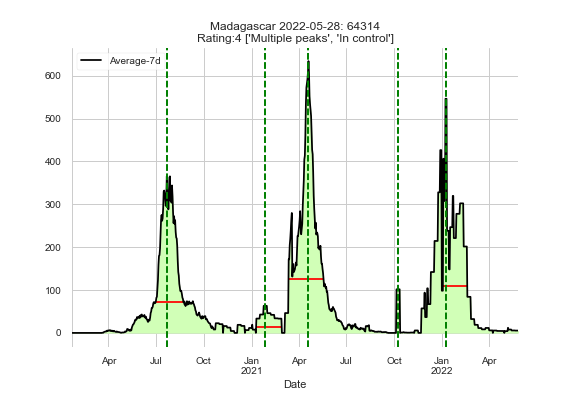 Madagascar 2022-05-28: 64314
Rating:4 ['Multiple peaks', 'In control']
Average-7d
600
500
400
300
200
100
0
Apr Jul Oct Jan Apr Jul Oct Jan Apr
2021 2022
Date